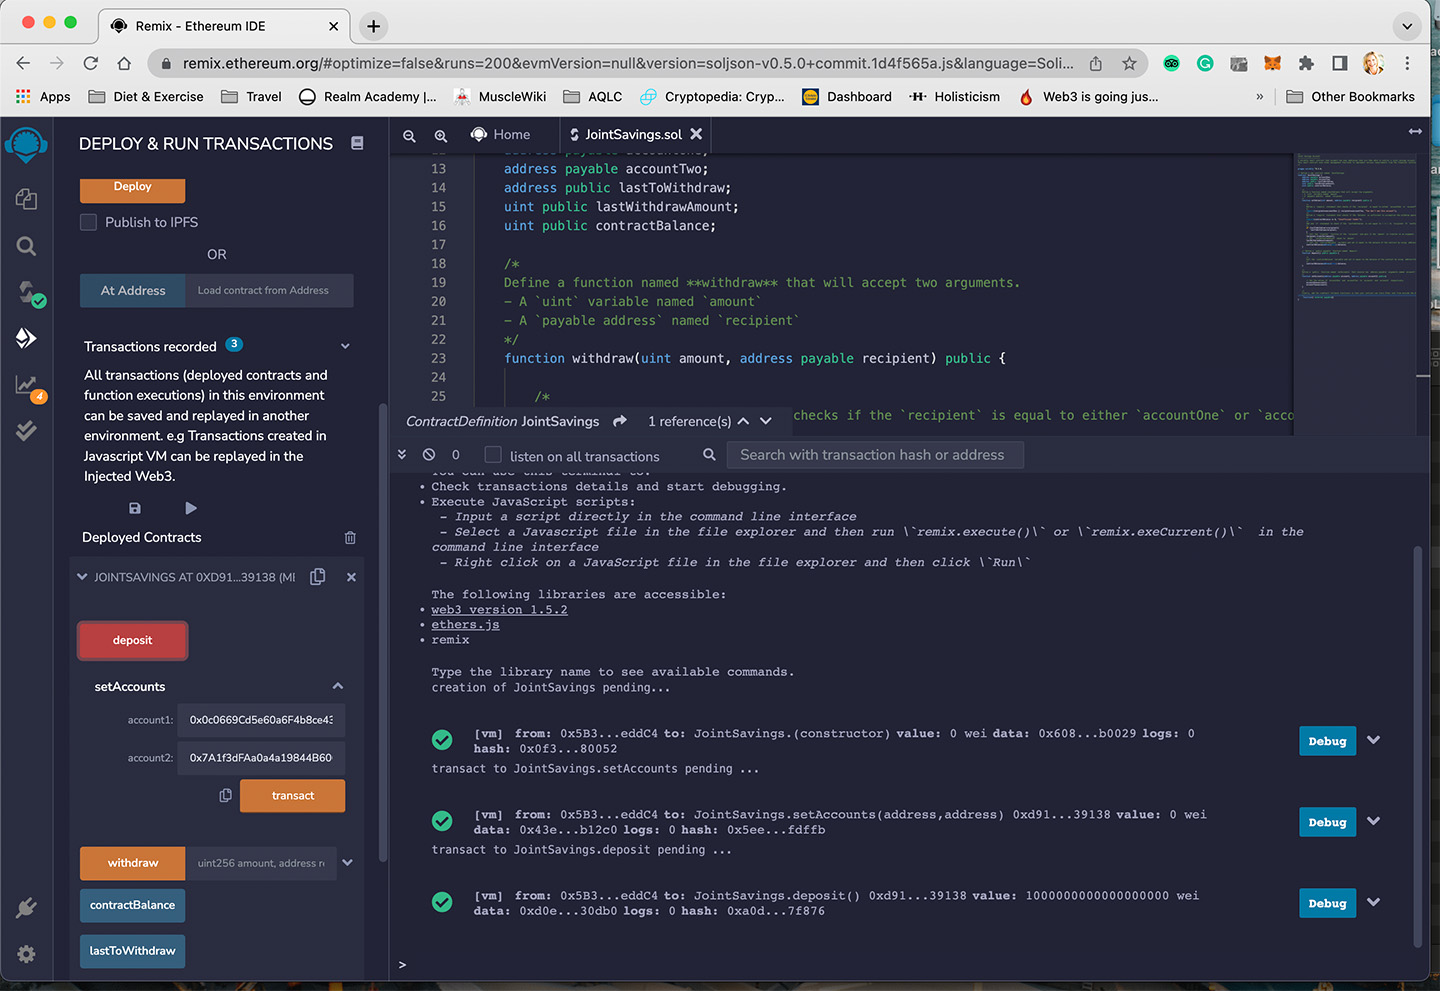 Remix - Ethereum IDE
remix.ethereum.org/#optimize=false&runs=200&evmVersion=null&version=soljson-v0.5.0+commit.1d4f565a.js&language=Soli...
Apps
Diet & Exercise
Travel
Realm Academy |...
MuscleWiki
AQLC
Cryptopedia: Cryp...
Dashboard
-H- Holisticism
Web3 is going jus...
»
Other Bookmarks
DEPLOY & RUN TRANSACTIONS
Deploy
Publish to IPFS
OR
At Address
Load contract from Address
Transactions recorded 3
All transactions (deployed contracts and
function executions) in this environment
can be saved and replayed in another
environment. e.g Transactions created in
Javascript VM can be replayed in the
Injected Web3.
Deployed Contracts
JOINTSAVINGS AT 0XD91...39138 (MI
deposit
setAccounts
account1: 0x0c0669Cd5e60a6F4b8ce43
account2: 0x7A1f3dFAa0a4a19844B60
transact
withdraw
uint256 amount, address r
contractBalance
lastToWithdraw
4
Home
JointSavings.sol
13 address payable accountTwo;
14 address public lastToWithdraw;
15 uint public lastWithdrawAmount;
16 uint public contractBalance;
17
18 /*
19 Define a function named **withdraw** that will accept two arguments.
20 - A `uint` variable named `amount`
21 - A `payable address` named `recipient`
22 */
23 function withdraw(uint amount, address payable recipient) public {
24
25 /*
checks if the `recipient` is equal to either `accountOne` or `acco
ContractDefinition JointSavings 1 reference(s)
0
listen on all transactions
Search with transaction hash or address
You can use this terminal to:
• Check transactions details and start debugging.
• Execute JavaScript scripts:
- Input a script directly in the command line interface
- Select a Javascript file in the file explorer and then run \`remix.execute()\` or \`remix.exeCurrent()\` in the
command line interface
- Right click on a JavaScript file in the file explorer and then click \`Run\`
The following libraries are accessible:
• web3 version 1.5.2
• ethers.js
• remix
Type the library name to see available commands.
creation of JointSavings pending...
[vm] from: 0x5B3...eddC4 to: JointSavings.(constructor) value: 0 wei data: 0x608...b0029 logs: 0
hash: 0x0f3...80052
Debug
transact to JointSavings.setAccounts pending ...
[vm] from: 0x5B3...eddC4 to: JointSavings.setAccounts(address,address) 0xd91...39138 value: 0 wei
data: 0x43e...b12c0 logs: 0 hash: 0x5ee...fdffb
Debug
transact to JointSavings.deposit pending ...
[vm] from: 0x5B3...eddC4 to: JointSavings.deposit() 0xd91...39138 value: 1000000000000000000 wei
data: 0xd0e...30db0 logs: 0 hash: 0xa0d...7f876
Debug
>